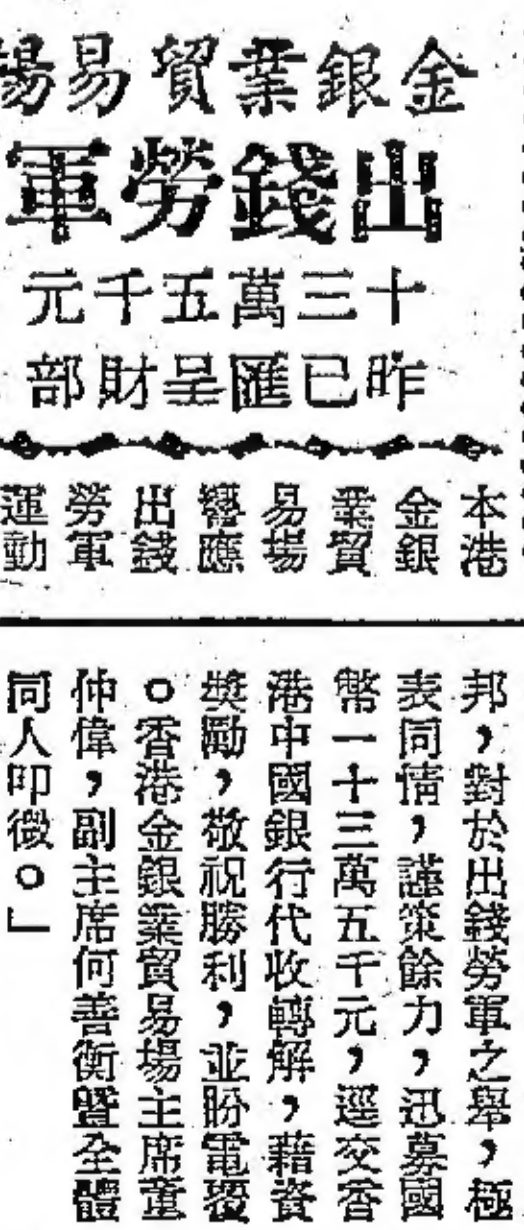 金銀業貿易場
出錢勞軍
十三萬五千元
昨已匯呈財部
本港
金銀
業貿
易場
響應
出錢
勞軍
運動
邦，對於出錢勞軍之舉，極
表同情，謹策餘力，迅募國
幣一十三萬五千元，逕交香
港中國銀行代收轉解，藉資
奬勵，敬祝勝利，並盼電覆
。香港金銀業貿易場主席董
仲偉，副主席何善衡暨全體
同人叩微。」